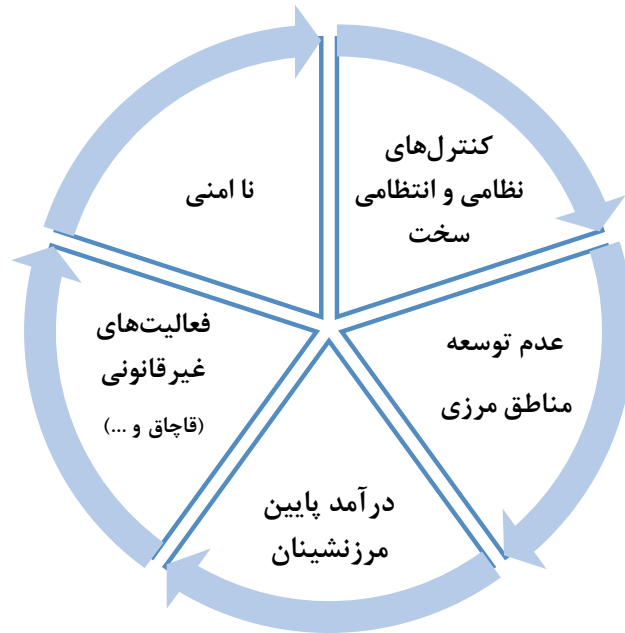 کنترل‌های
نظامی و انتظامی
سخت
عدم توسعه
مناطق مرزی
درآمد پایین
مرزنشینان
فعالیت‌های
غیرقانونی
(قاچاق و ...)
نا امنی